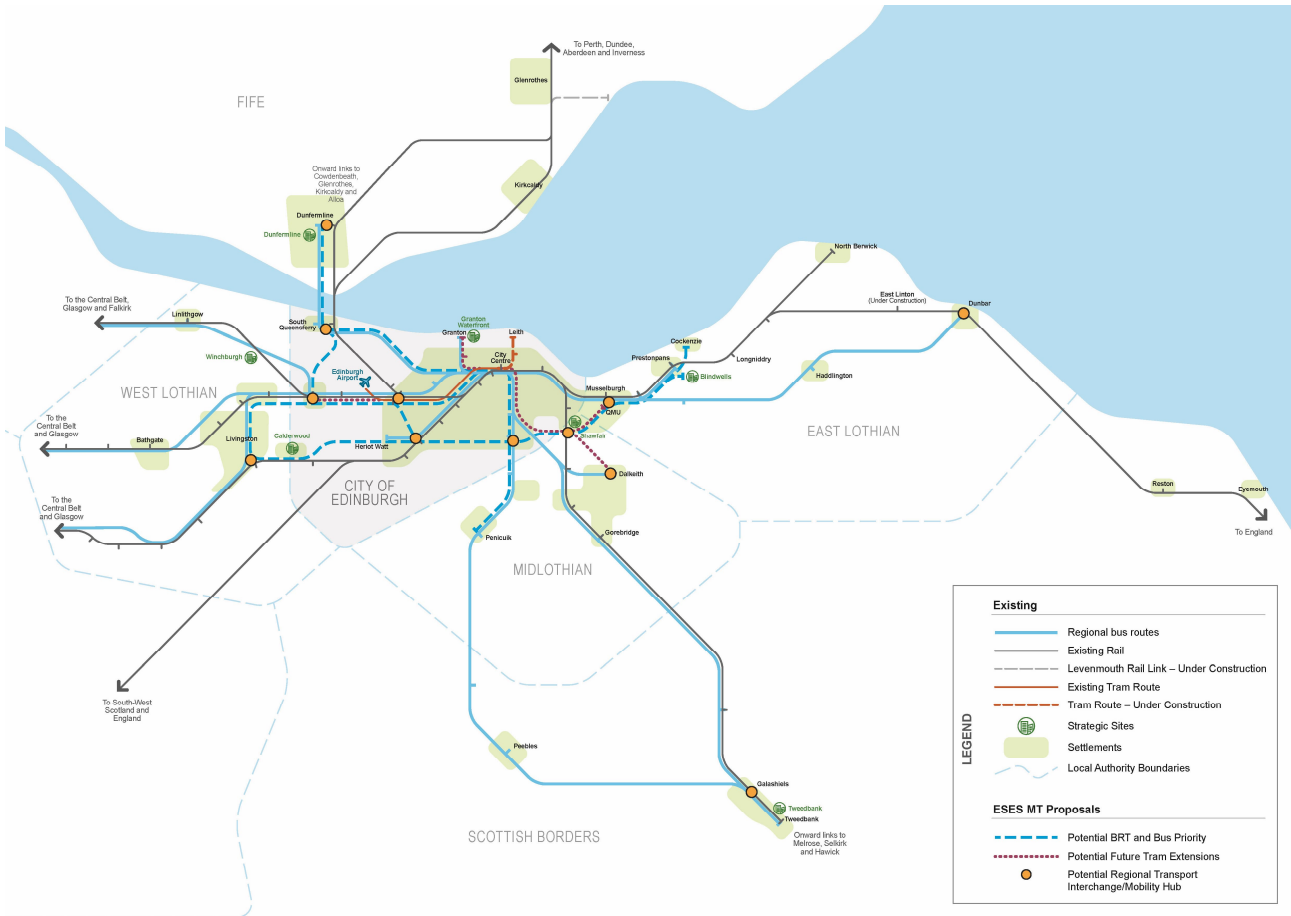 To Perth, Dundee,
Aberdeen and Inverness
Glenrothes
FIFE
Onward links to
Cowdenbeath,
Glenrothes,
Kirkcaldy and
Alloa
Kirkcaldy
Dunfermline
Dunfermline
North Berwick
To the Central Belt,
Glasgow and Falkirk
Linlithgow
South
Queensferry
Granton
Waterfront
Granton
Leith
East Linton
(Under Construction)
Dunbar
Winchburgh
City
Centre
Cockenzie
Prestonpans
Longniddry
Edinburgh
Airport
Blindwells
Haddlington
WEST LOTHIAN
Musselburgh
QMU
To the
Central Belt
and Glasgow
Bathgate
Livingston
Calderwood
Heriot Watt
Shawfair
EAST LOTHIAN
Dalkeith
CITY OF
EDINBURGH
Reston
Eyemouth
To the
Central Belt
and Glasgow
Penicuik
Gorebridge
To England
MIDLOTHIAN
To South-West
Scotland and
England
Peebles
Galashiels
Tweedbank
Tweedbank
SCOTTISH BORDERS
Onward links to
Melrose, Selkirk
and Hawick
LEGEND
Existing
Regional bus routes
Existing Rail
Levenmouth Rail Link – Under Construction
Existing Tram Route
Tram Route – Under Construction
Strategic Sites
Settlements
Local Authority Boundaries
ESES MT Proposals
Potential BRT and Bus Priority
Potential Future Tram Extensions
Potential Regional Transport
Interchange/Mobility Hub